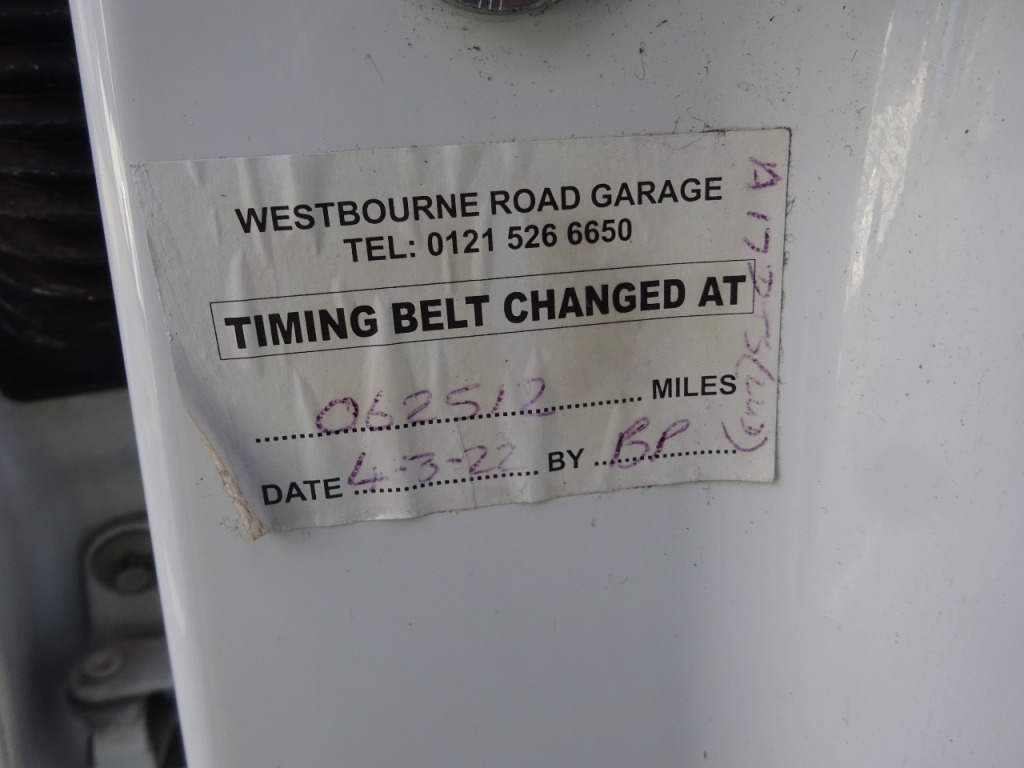 WESTBOURNE ROAD GARAGE
TEL: 0121 526 6650
TIMING BELT CHANGED AT
062512 MILES
DATE 4-3-22 BY BP